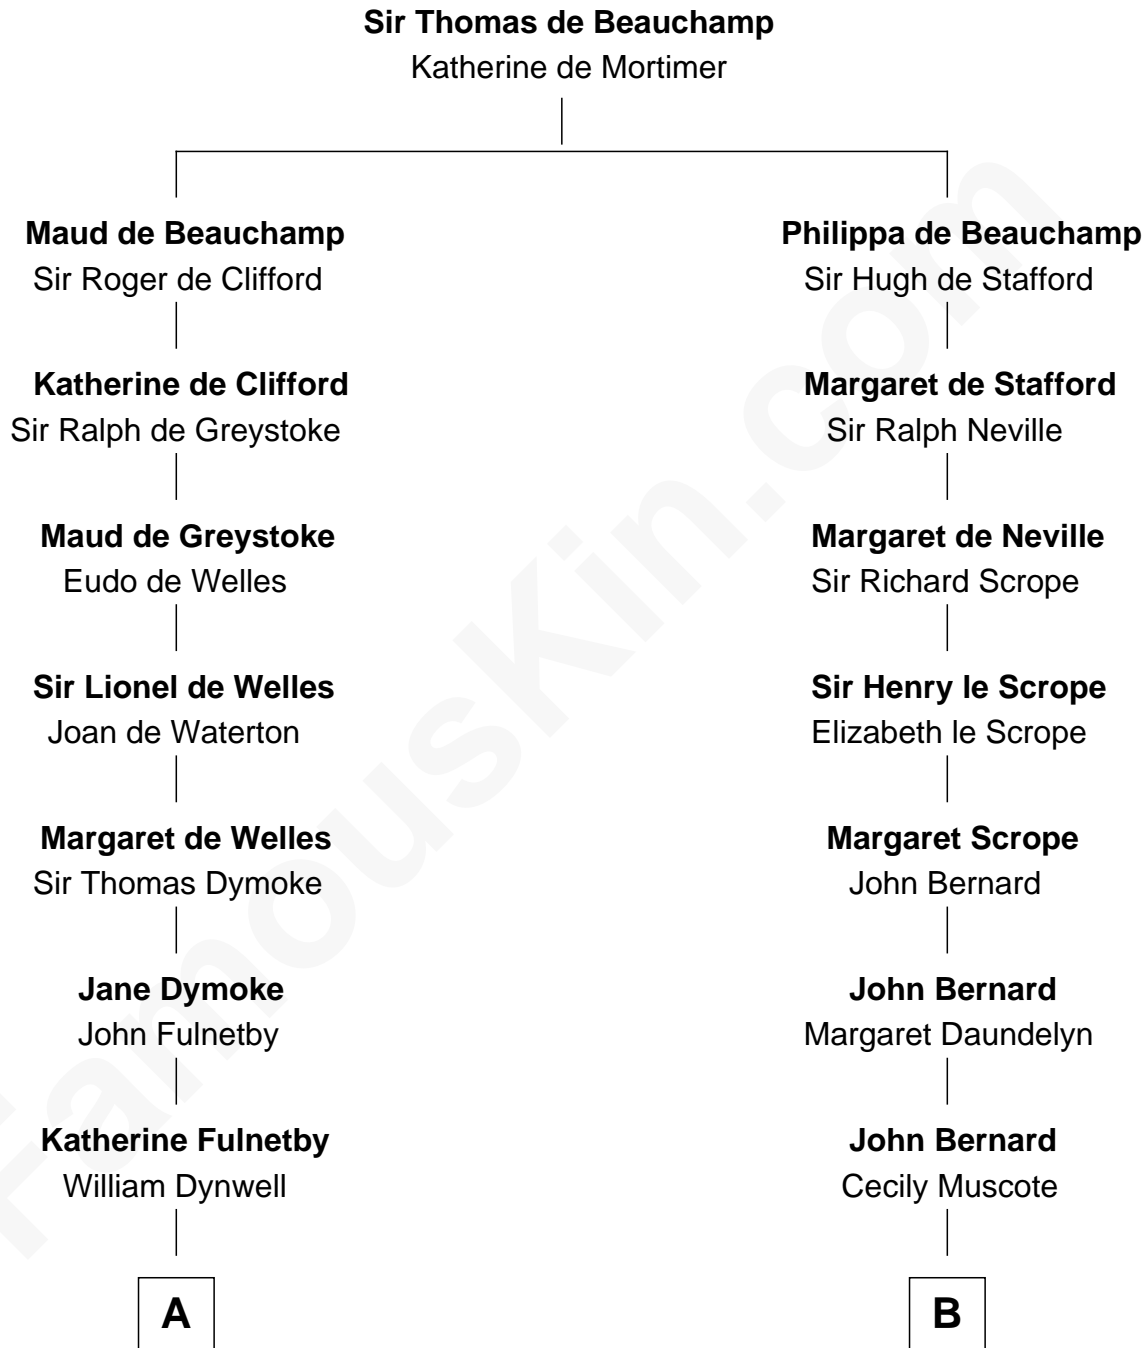 Sir Thomas de Beauchamp
Katherine de Mortimer
Maud de Beauchamp
Sir Roger de Clifford
Philippa de Beauchamp
Sir Hugh de Stafford
Katherine de Clifford
Sir Ralph de Greystoke
Margaret de Stafford
Sir Ralph Neville
Maud de Greystoke
Eudo de Welles
Margaret de Neville
Sir Richard Scrope
Sir Lionel de Welles
Joan de Waterton
Sir Henry le Scrope
Elizabeth le Scrope
Margaret de Welles
Sir Thomas Dymoke
Margaret Scrope
John Bernard
Jane Dymoke
John Fulnetby
John Bernard
Margaret Daundelyn
Katherine Fulnetby
William Dynwell
John Bernard
Cecily Muscote
A
B
FamousKin.com